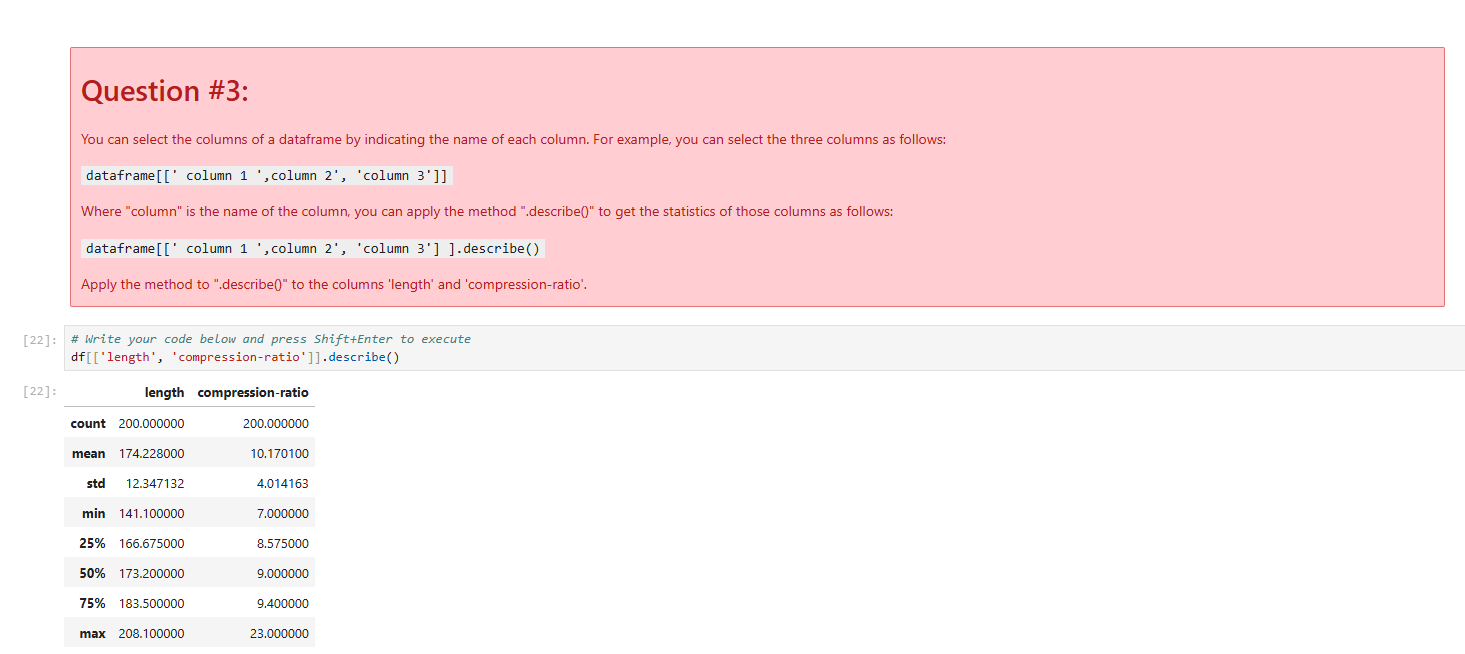 Question #3:
You can select the columns of a dataframe by indicating the name of each column. For example, you can select the three columns as follows:
dataframe[[' column 1 ',column 2', 'column 3']]
Where "column" is the name of the column, you can apply the method ".describe()" to get the statistics of those columns as follows:
dataframe[[' column 1 ',column 2', 'column 3'] ].describe()
Apply the method to ".describe()" to the columns 'length' and 'compression-ratio'.
[22]: # Write your code below and press Shift+Enter to execute
df[['length', 'compression-ratio']].describe()
[22]: length compression-ratio
count 200.000000 200.000000
mean 174.228000 10.170100
std 12.347132 4.014163
min 141.100000 7.000000
25% 166.675000 8.575000
50% 173.200000 9.000000
75% 183.500000 9.400000
max 208.100000 23.000000